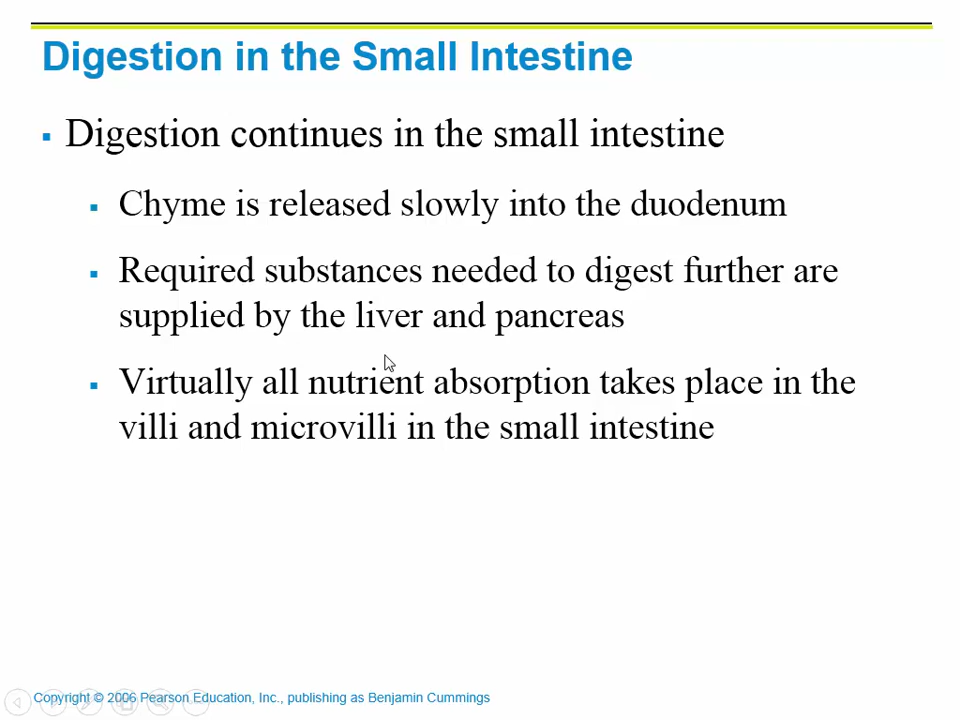 Digestion in the Small Intestine
▪ Digestion continues in the small intestine
▪ Chyme is released slowly into the duodenum
▪ Required substances needed to digest further are
supplied by the liver and pancreas
▪ Virtually all nutrient absorption takes place in the
villi and microvilli in the small intestine
Copyright © 2006 Pearson Education, Inc., publishing as Benjamin Cummings